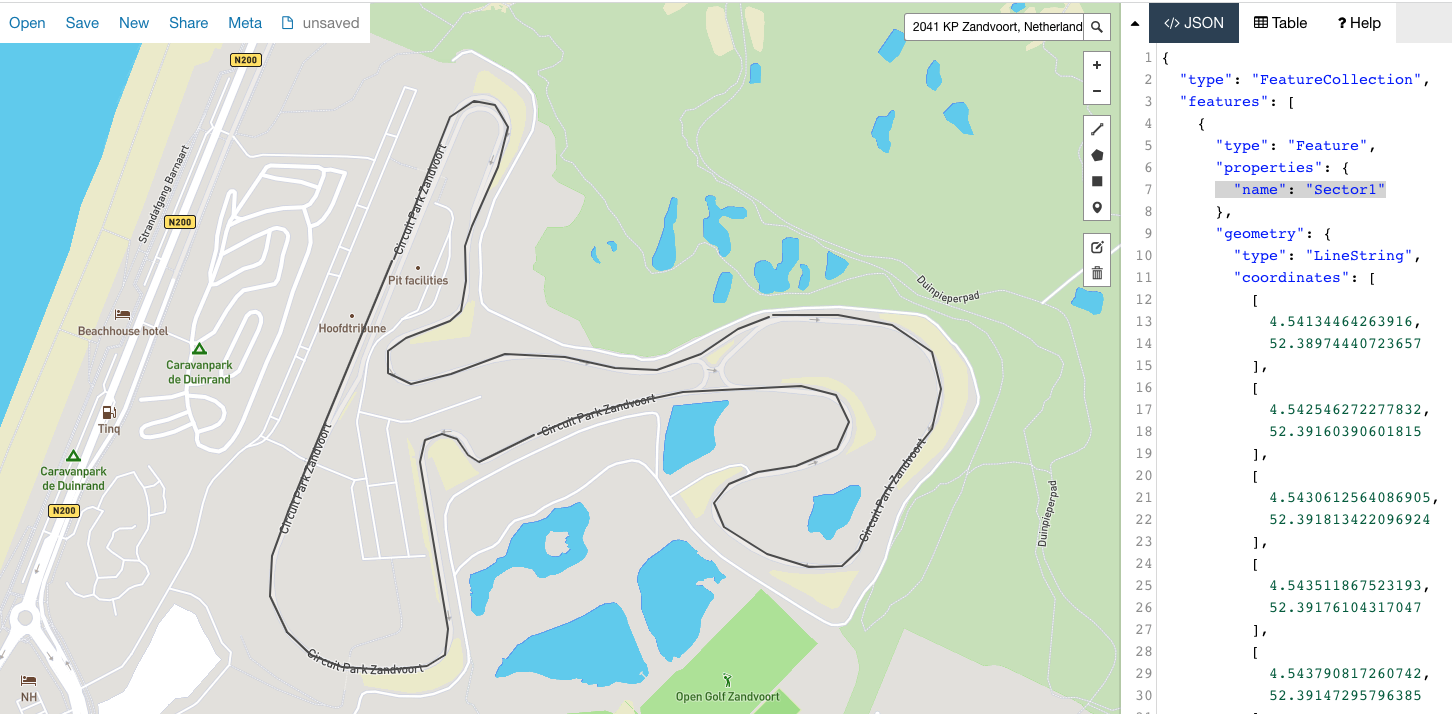 Open Save New Share Meta unsaved
2041 KP Zandvoort, Netherland
+
−
N200
Strandafgang Barnaart
N200
Circuit Park Zandvoort
Pit facilities
Hoofdtribune
Beachhouse hotel
Caravanpark
de Duinrand
Tinq
Caravanpark
de Duinrand
N200
Circuit Park Zandvoort
Circuit Park Zandvoort
Circuit Park Zandvoort
Circuit Park Zandvoort
Duinpieperpad
Duinpieperpad
NH
Open Golf Zandvoort
</> JSON Table ? Help
1 {
2 "type": "FeatureCollection",
3 "features": [
4 {
5 "type": "Feature",
6 "properties": {
7 "name": "Sector1"
8 },
9 "geometry": {
10 "type": "LineString",
11 "coordinates": [
12 [
13 4.54134464263916,
14 52.38974440723657
15 ],
16 [
17 4.542546272277832,
18 52.39160390601815
19 ],
20 [
21 4.5430612564086905,
22 52.391813422096924
23 ],
24 [
25 4.543511867523193,
26 52.39176104317047
27 ],
28 [
29 4.543790817260742,
30 52.39147295796385